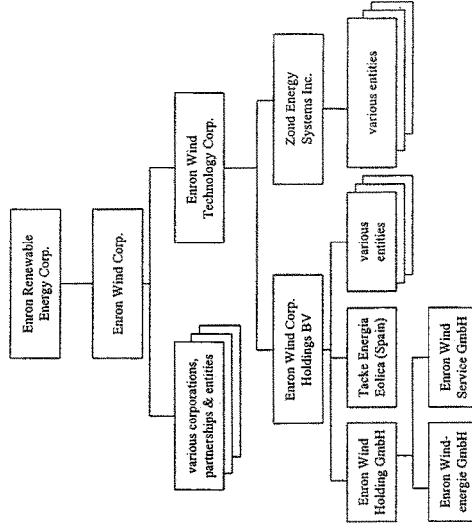 Enron Renewable
Energy Corp.
Enron Wind Corp.
various corporations,
partnerships & entities
Enron Wind
Technology Corp.
Enron Wind Corp.
Holdings BV
Zond Energy
Systems Inc.
Enron Wind
Holding GmbH
Tacke Energia
Eolica (Spain)
various
entities
various entities
Enron Wind-
energie GmbH
Enron Wind
Service GmbH